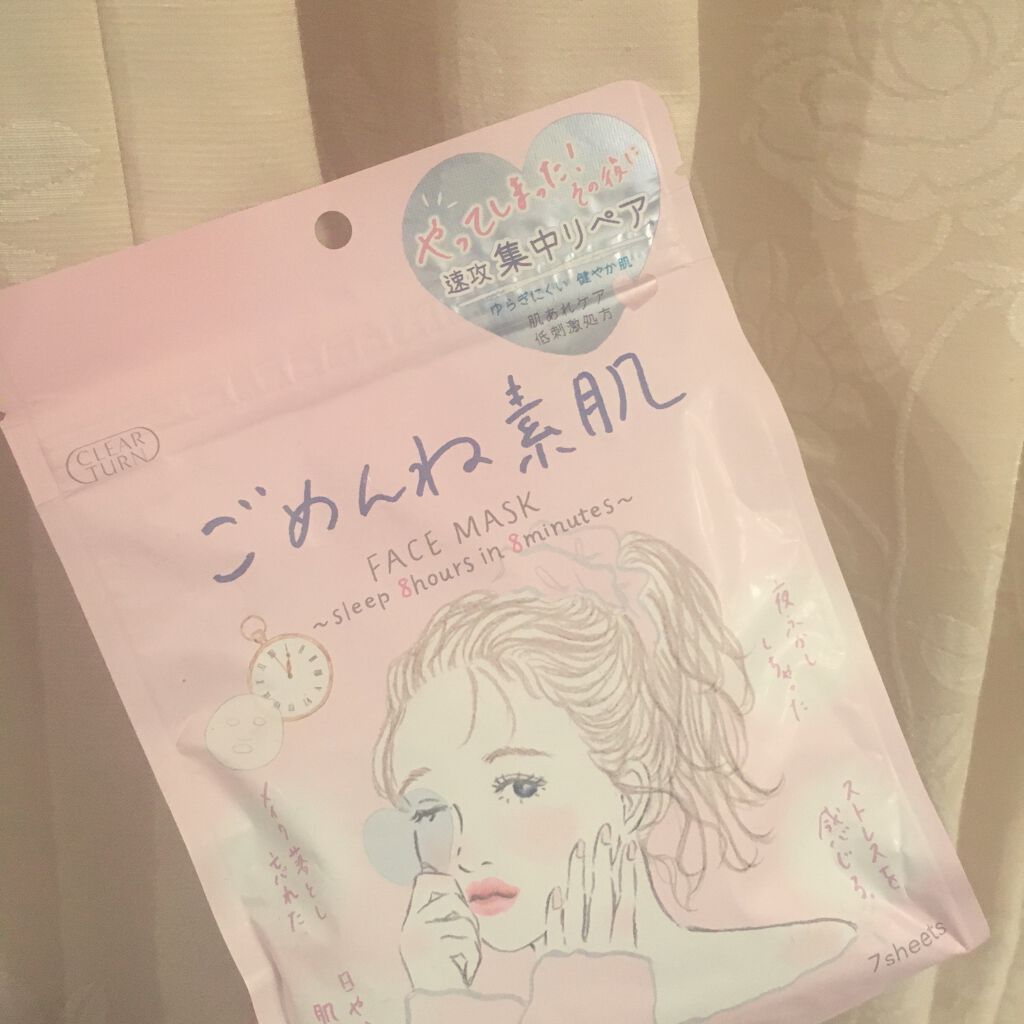 やってしまった!
その夜に
速攻 集中リペア
ゆらぎにくい 健やか肌
肌あれケア
低刺激処方
CLEAR
TURN
ごめんね素肌
FACE MASK
~sleep 8hours in 8minutes~
夜ふかし
しちゃった
メイク落とし
忘れた
ストレスを
感じる、
日や
肌
7sheets